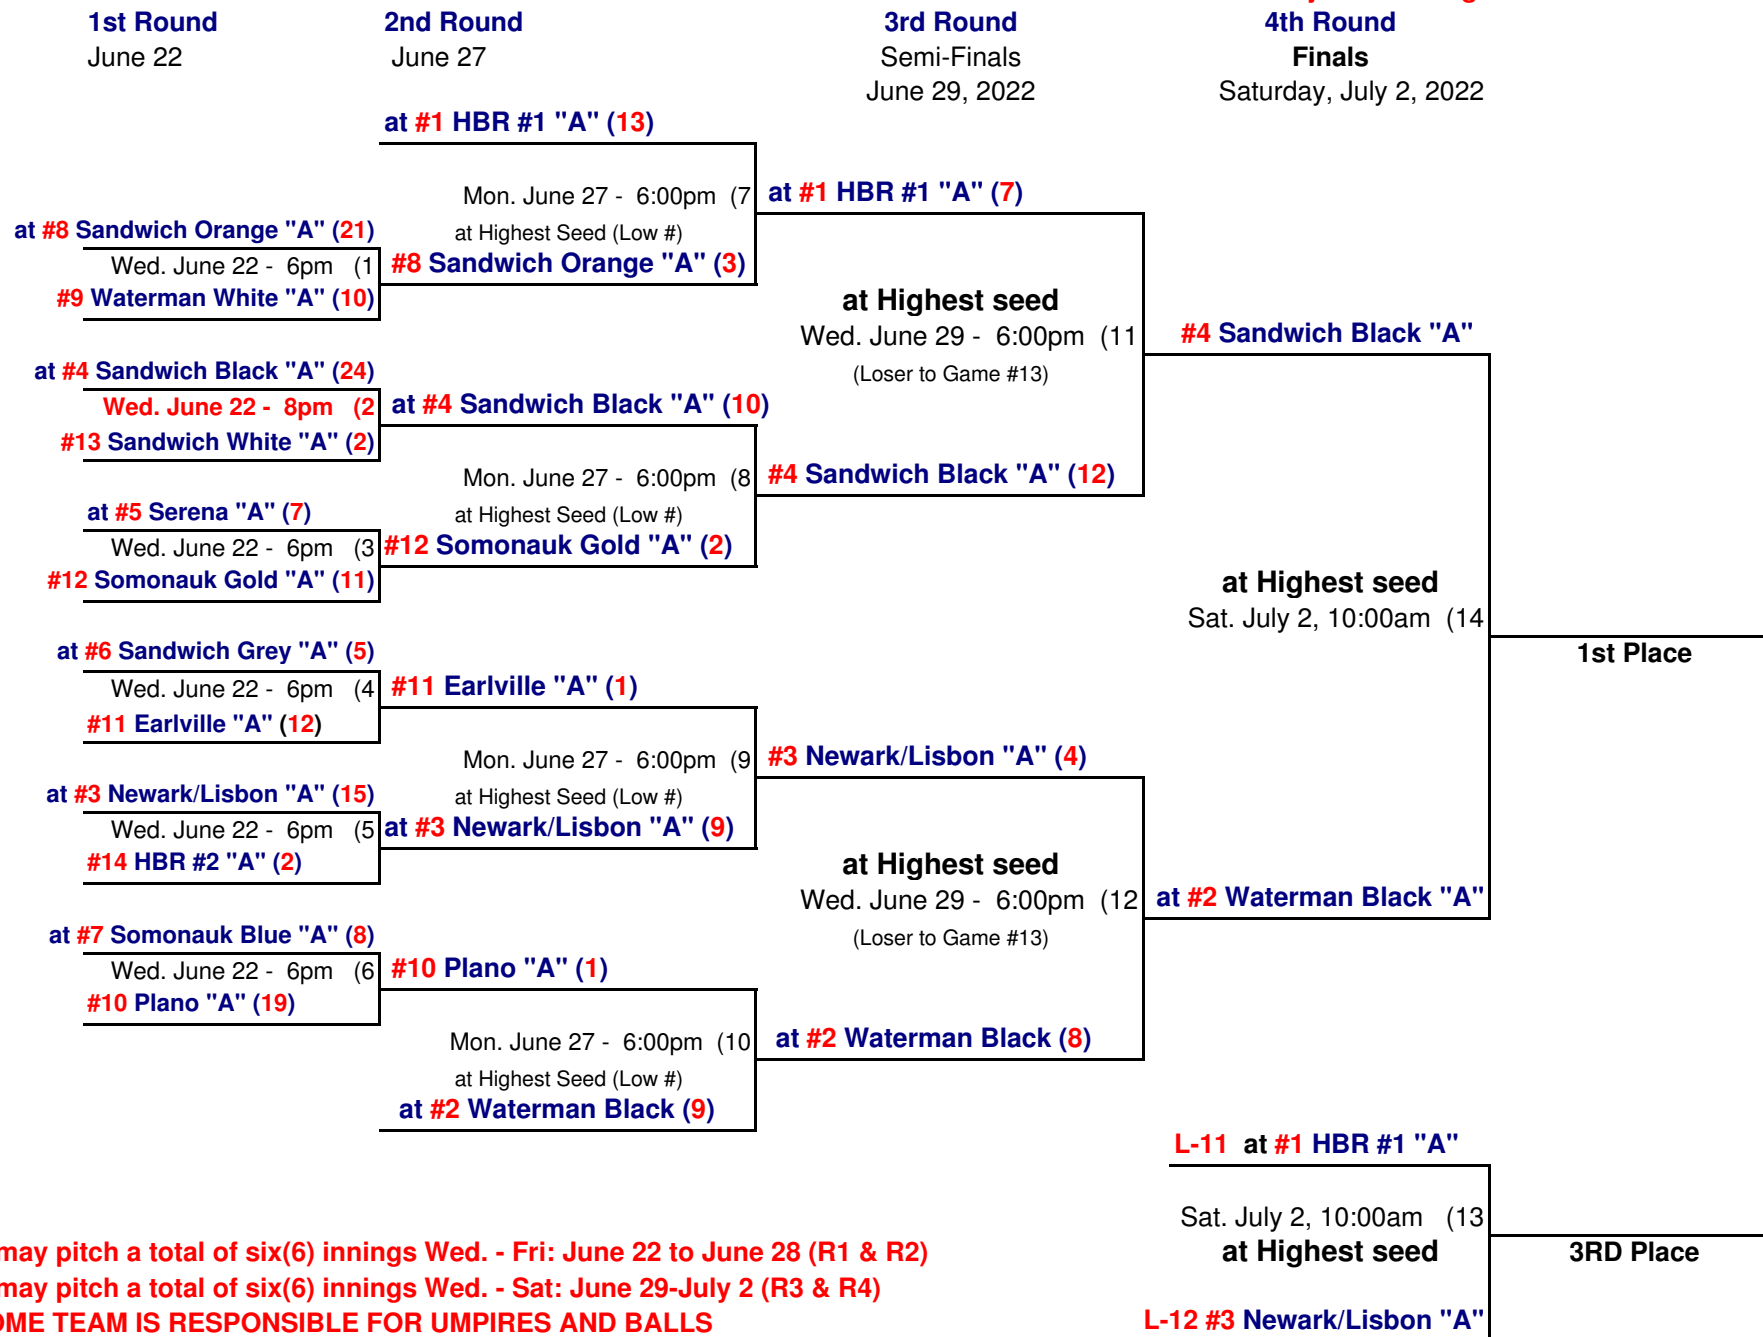 1st Round
June 22
2nd Round
June 27
3rd Round
Semi-Finals
June 29, 2022
4th Round
Finals
Saturday, July 2, 2022
at #8 Sandwich Orange "A" (21)
Wed. June 22 - 6pm (1
#9 Waterman White "A" (10)
at #4 Sandwich Black "A" (24)
Wed. June 22 - 8pm (2
#13 Sandwich White "A" (2)
at #5 Serena "A" (7)
Wed. June 22 - 6pm (3
#12 Somonauk Gold "A" (11)
at #6 Sandwich Grey "A" (5)
Wed. June 22 - 6pm (4
#11 Earlville "A" (12)
at #3 Newark/Lisbon "A" (15)
Wed. June 22 - 6pm (5
#14 HBR #2 "A" (2)
at #7 Somonauk Blue "A" (8)
Wed. June 22 - 6pm (6
#10 Plano "A" (19)
at #1 HBR #1 "A" (13)
Mon. June 27 - 6:00pm (7
at Highest Seed (Low #)
#8 Sandwich Orange "A" (3)
at #4 Sandwich Black "A" (10)
Mon. June 27 - 6:00pm (8
at Highest Seed (Low #)
#12 Somonauk Gold "A" (2)
#11 Earlville "A" (1)
Mon. June 27 - 6:00pm (9
at Highest Seed (Low #)
at #3 Newark/Lisbon "A" (9)
#10 Plano "A" (1)
Mon. June 27 - 6:00pm (10
at Highest Seed (Low #)
at #2 Waterman Black (9)
at #1 HBR #1 "A" (7)
at Highest seed
Wed. June 29 - 6:00pm (11
(Loser to Game #13)
#4 Sandwich Black "A" (12)
#3 Newark/Lisbon "A" (4)
at Highest seed
Wed. June 29 - 6:00pm (12
(Loser to Game #13)
at #2 Waterman Black (8)
#4 Sandwich Black "A"
at Highest seed
Sat. July 2, 10:00am (14
at #2 Waterman Black "A"
1st Place
L-11 at #1 HBR #1 "A"
Sat. July 2, 10:00am (13
at Highest seed
L-12 #3 Newark/Lisbon "A"
3RD Place
may pitch a total of six(6) innings Wed. - Fri: June 22 to June 28 (R1 & R2)
may pitch a total of six(6) innings Wed. - Sat: June 29-July 2 (R3 & R4)
OME TEAM IS RESPONSIBLE FOR UMPIRES AND BALLS